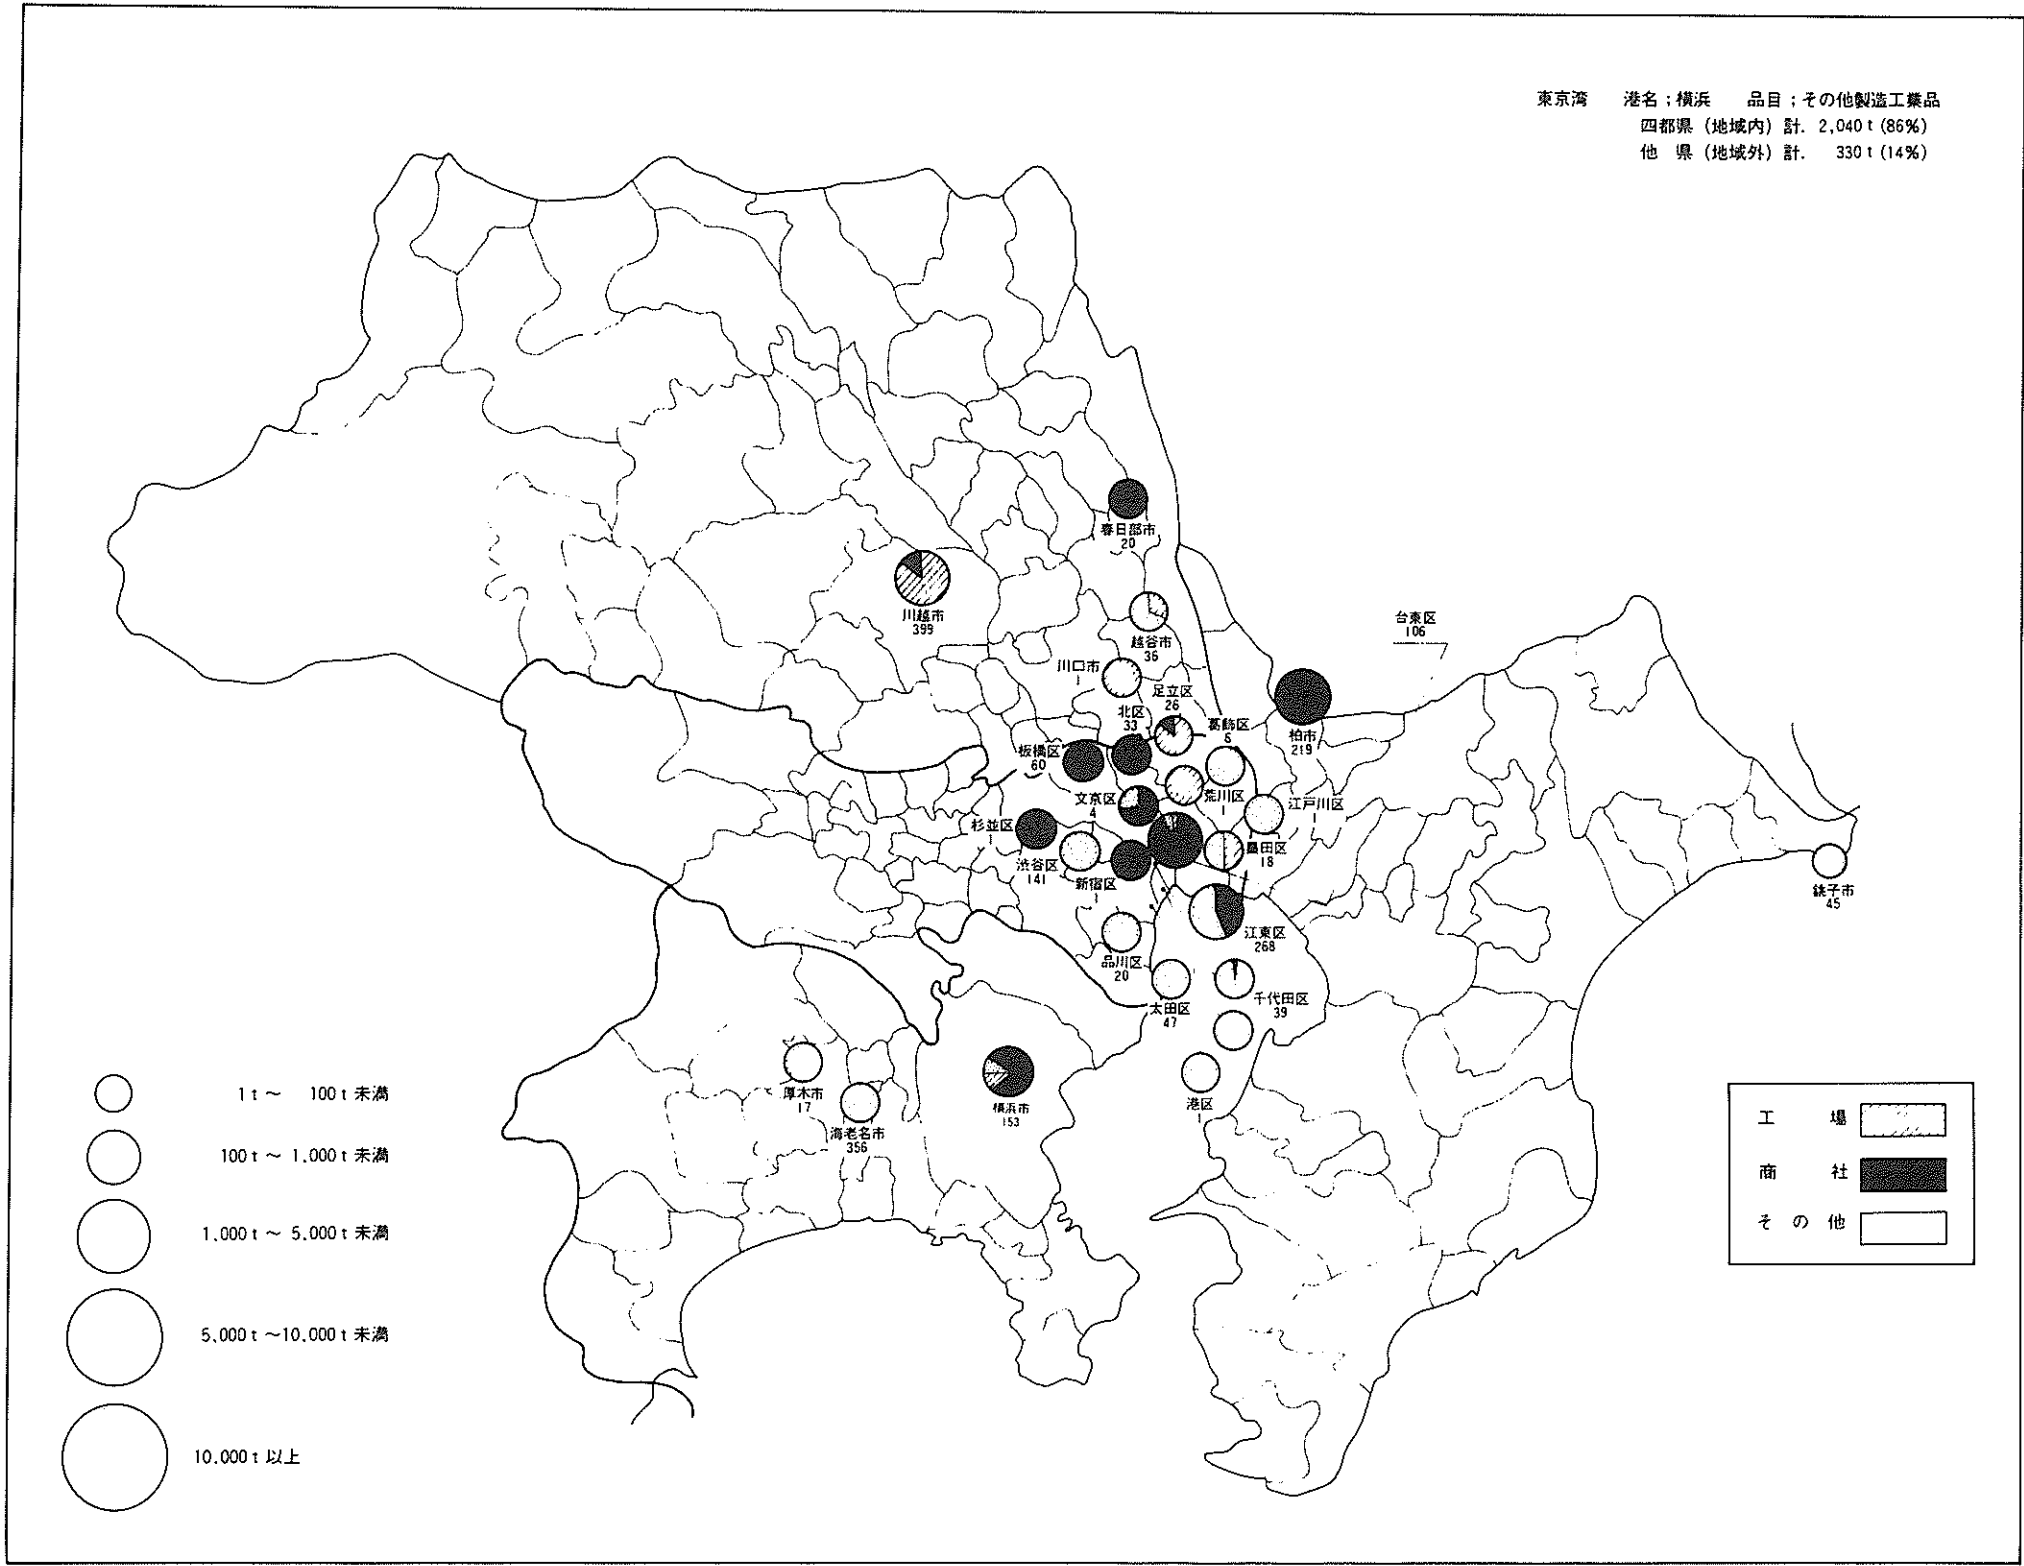 東京湾 港名;横浜 品目;その他製造工業品
四都県(地域内)計. 2,040t(86%)
他 県(地域外)計. 330t(14%)
春日部市
20
川越市
399
越谷市
36
台東区
106
川口市
1
足立区
26
北区
33
葛飾区
柏市
219
板橋区
60
文京区
4
荒川区
1
江戸川区
1
杉並区
1
墨田区
18
渋谷区
141
新宿区
1
銚子市
45
江東区
268
品川区
20
太田区
47
千代田区
39
厚木市
17
海老名市
356
横浜市
153
港区
1
1t~ 100t未満
100t~1,000t未満
1,000t~5,000t未満
5,000t~10,000t未満
10,000t以上
工 場
商 社
その他